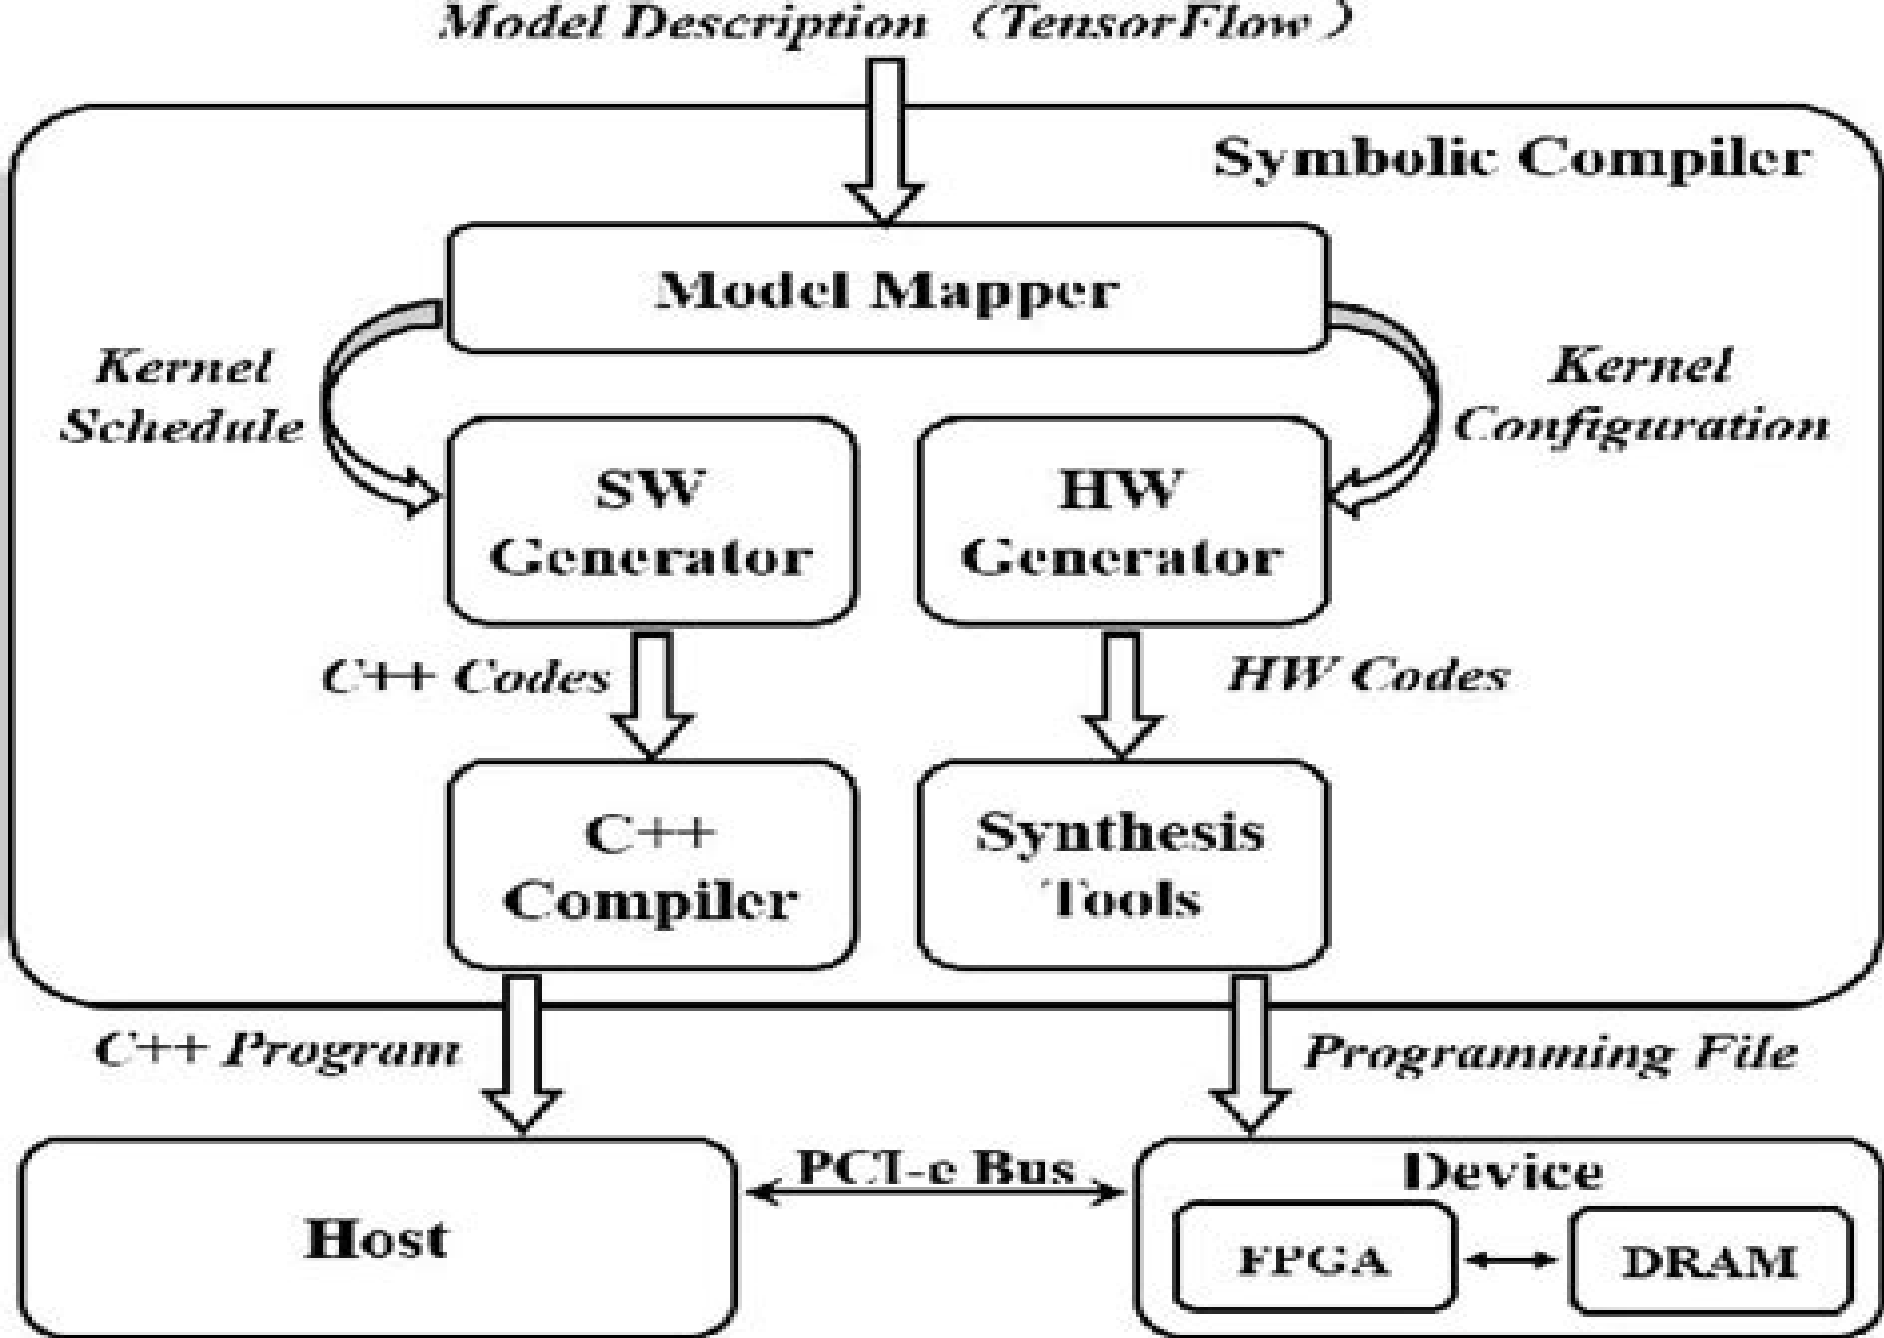 Model Description （TensorFlow）
Symbolic Compiler
Model Mapper
Kernel
Schedule
Kernel
Configuration
SW
Generator
HW
Generator
C++ Codes
HW Codes
C++
Compiler
Synthesis
Tools
C++ Program
Programming File
Host
PCI-e Bus
Device
FPGA
DRAM